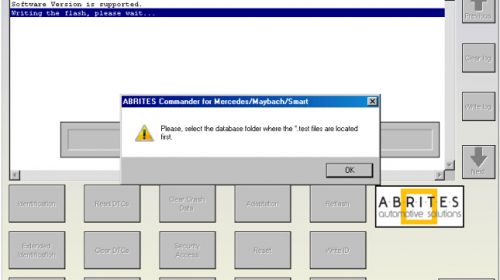 Software Version is supported.
Writing the flash, please wait...
Previous
Clear log
Write log
Next
ABRITES Commander for Mercedes/Maybach/Smart
Please, select the database folder where the *.test files are located
first.
OK
Identification
Read DTCs
Clear Crash
Data
Adaptation
Reflash
ABRITES
automotive solutions
Extended
Identification
Clear DTCs
Security
Access
Reset
Write ID